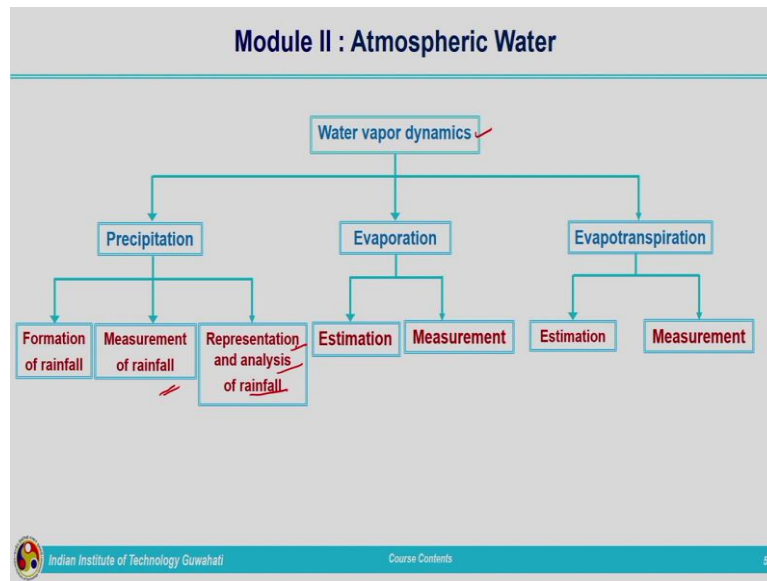 Module II : Atmospheric Water
Water vapor dynamics
Precipitation
Evaporation
Evapotranspiration
Formation
of rainfall
Measurement
of rainfall
Representation
and analysis
of rainfall
Estimation
Measurement
Estimation
Measurement
Indian Institute of Technology Guwahati
Course Contents